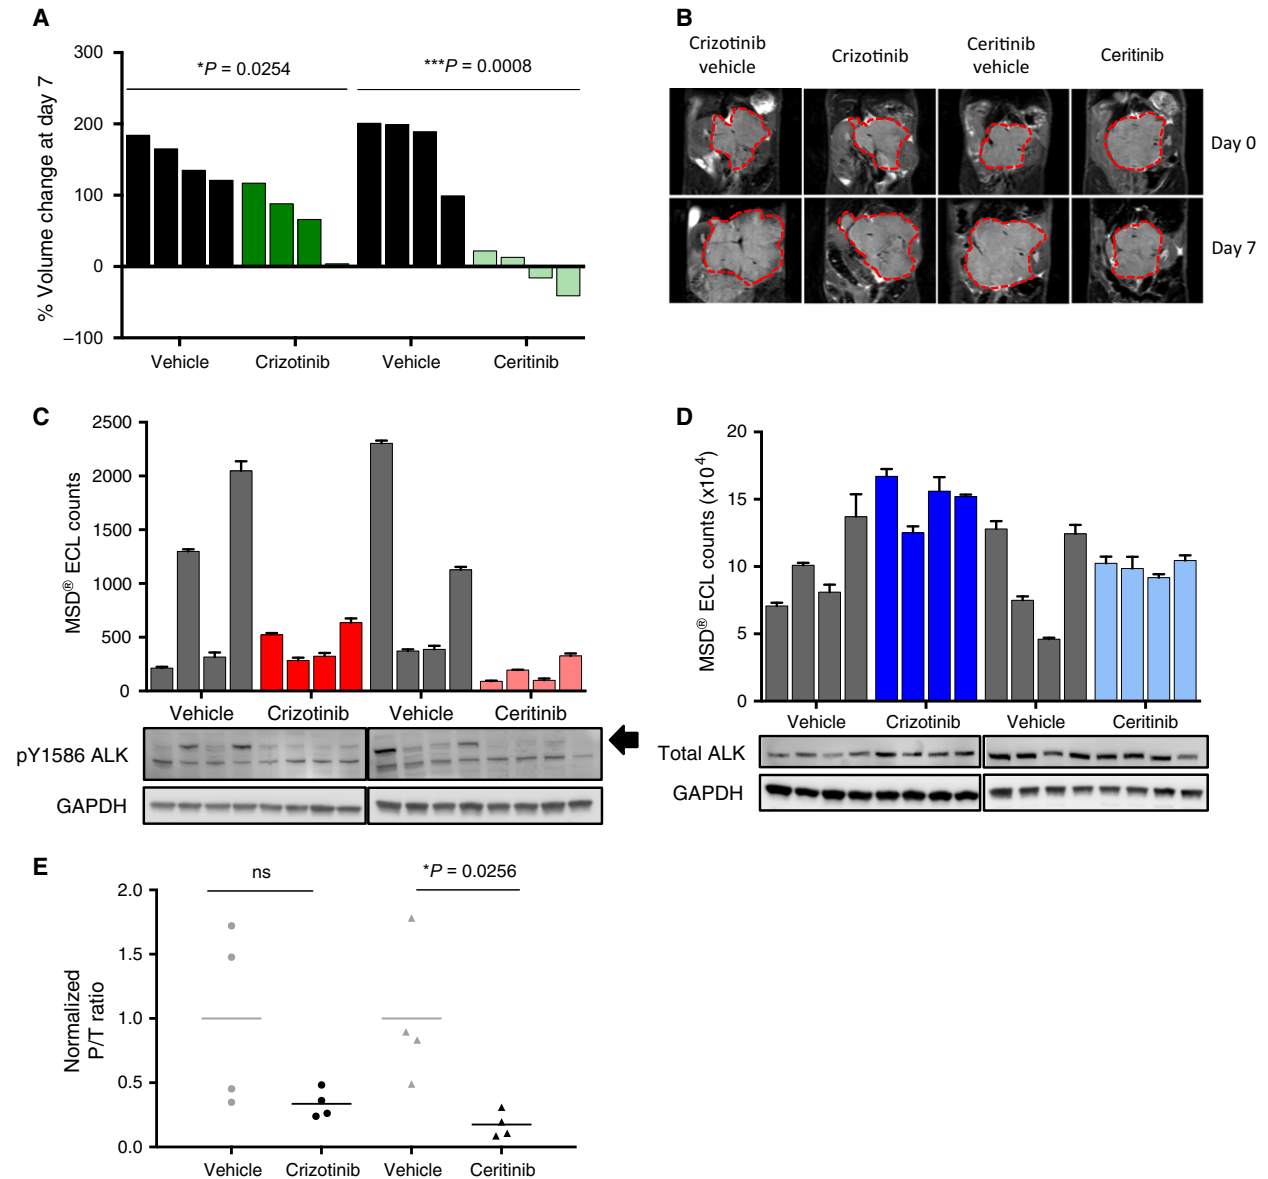 A
300
200
100
0
–100
% Volume change at day 7
*P = 0.0254
***P = 0.0008
Vehicle
Crizotinib
Vehicle
Ceritinib
B
Crizotinib
vehicle
Crizotinib
Ceritinib
vehicle
Ceritinib
Day 0
Day 7
C
2500
2000
1500
1000
500
0
MSD® ECL counts
Vehicle
Crizotinib
Vehicle
Ceritinib
pY1586 ALK
GAPDH
D
20
15
10
5
0
MSD® ECL counts (x10⁴)
Vehicle
Crizotinib
Vehicle
Ceritinib
Total ALK
GAPDH
E
2.0
1.5
1.0
0.5
0.0
Normalized
P/T ratio
ns
*P = 0.0256
Vehicle
Crizotinib
Vehicle
Ceritinib